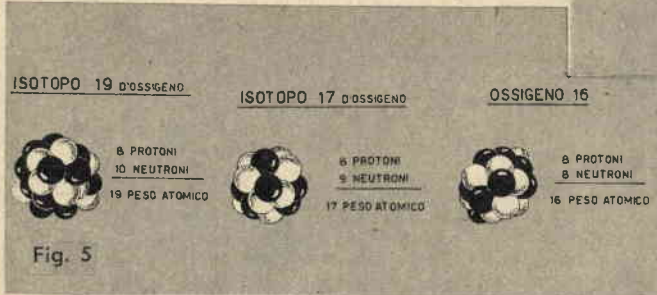 ISOTOPO 19 D'OSSIGENO
8 PROTONI
10 NEUTRONI
19 PESO ATOMICO
ISOTOPO 17 D'OSSIGENO
8 PROTONI
9 NEUTRONI
17 PESO ATOMICO
OSSIGENO 16
8 PROTONI
8 NEUTRONI
16 PESO ATOMICO
Fig. 5